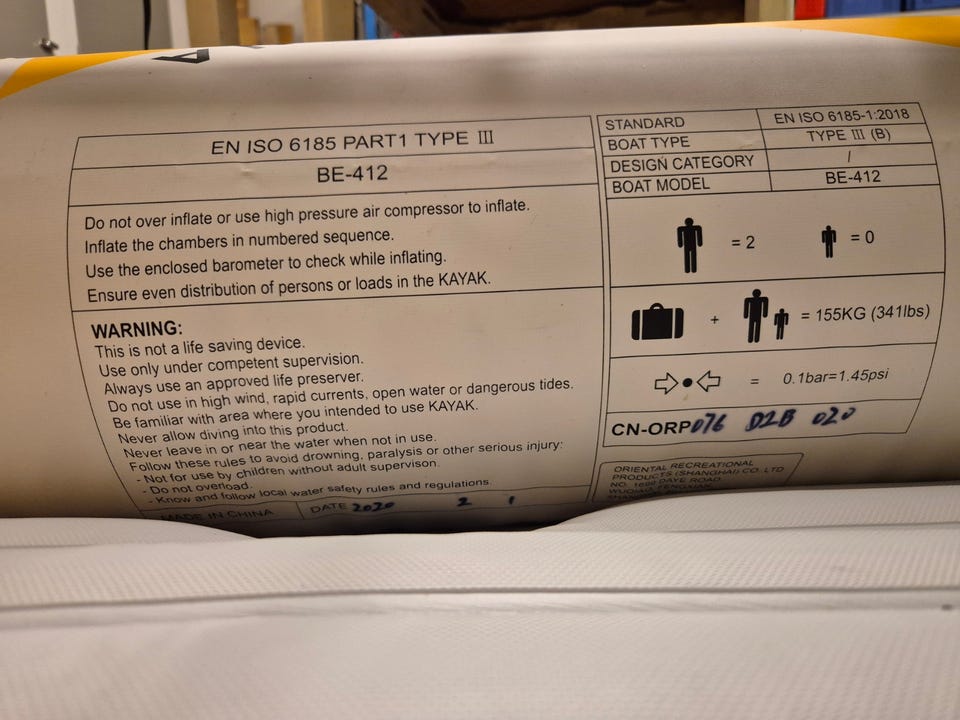 EN ISO 6185 PART1 TYPE III
BE-412
Do not over inflate or use high pressure air compressor to inflate.
Inflate the chambers in numbered sequence.
Use the enclosed barometer to check while inflating.
Ensure even distribution of persons or loads in the KAYAK.
WARNING:
This is not a life saving device.
Use only under competent supervision.
Always use an approved life preserver.
Do not use in high wind, rapid currents, open water or dangerous tides.
Be familiar with area where you intended to use KAYAK.
Never allow diving into this product.
Never leave in or near the water when not in use.
Follow these rules to avoid drowning, paralysis or other serious injury:
- Not for use by children without adult supervision.
- Do not overload.
- Know and follow local water safety rules and regulations.
MADE IN CHINA DATE 2020 2 1
STANDARD EN ISO 6185-1:2018
BOAT TYPE TYPE III (B)
DESIGN CATEGORY /
BOAT MODEL BE-412
= 2 = 0
+ = 155KG (341lbs)
= 0.1bar=1.45psi
CN-ORP076 D2B 020
ORIENTAL RECREATIONAL
PRODUCTS (SHANGHAI) CO. LTD
NO. 1699 DAYE ROAD